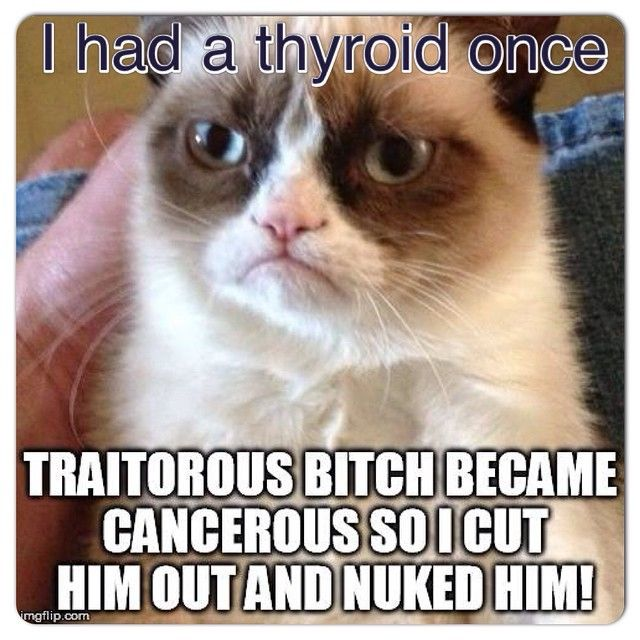 I had a thyroid once
TRAITOROUS BITCH BECAME
CANCEROUS SO I CUT
HIM OUT AND NUKED HIM!
imgflip.com